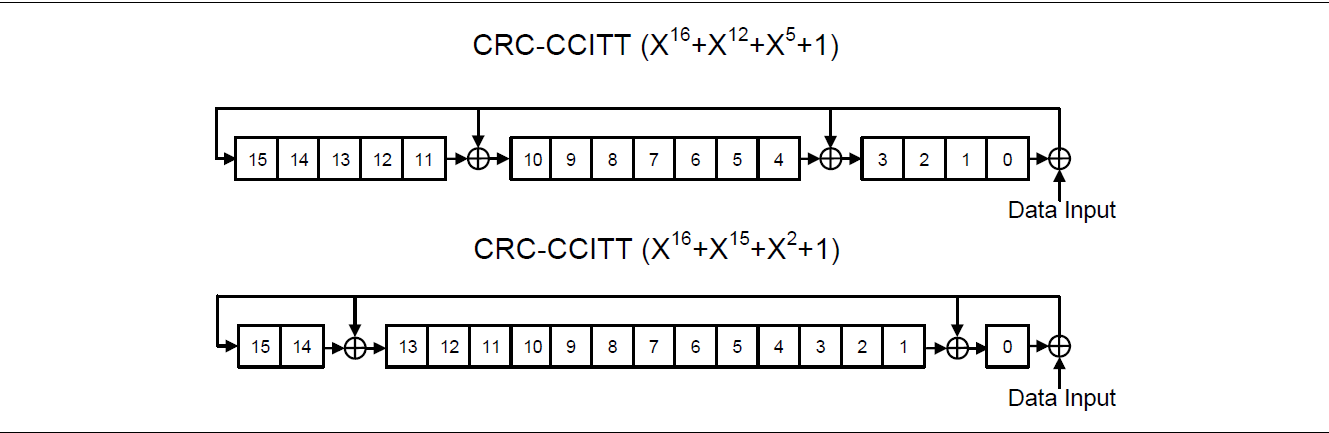 CRC-CCITT (X¹⁶+X¹²+X⁵+1)
15 14 13 12 11 10 9 8 7 6 5 4 3 2 1 0
Data Input
CRC-CCITT (X¹⁶+X¹⁵+X²+1)
15 14 13 12 11 10 9 8 7 6 5 4 3 2 1 0
Data Input